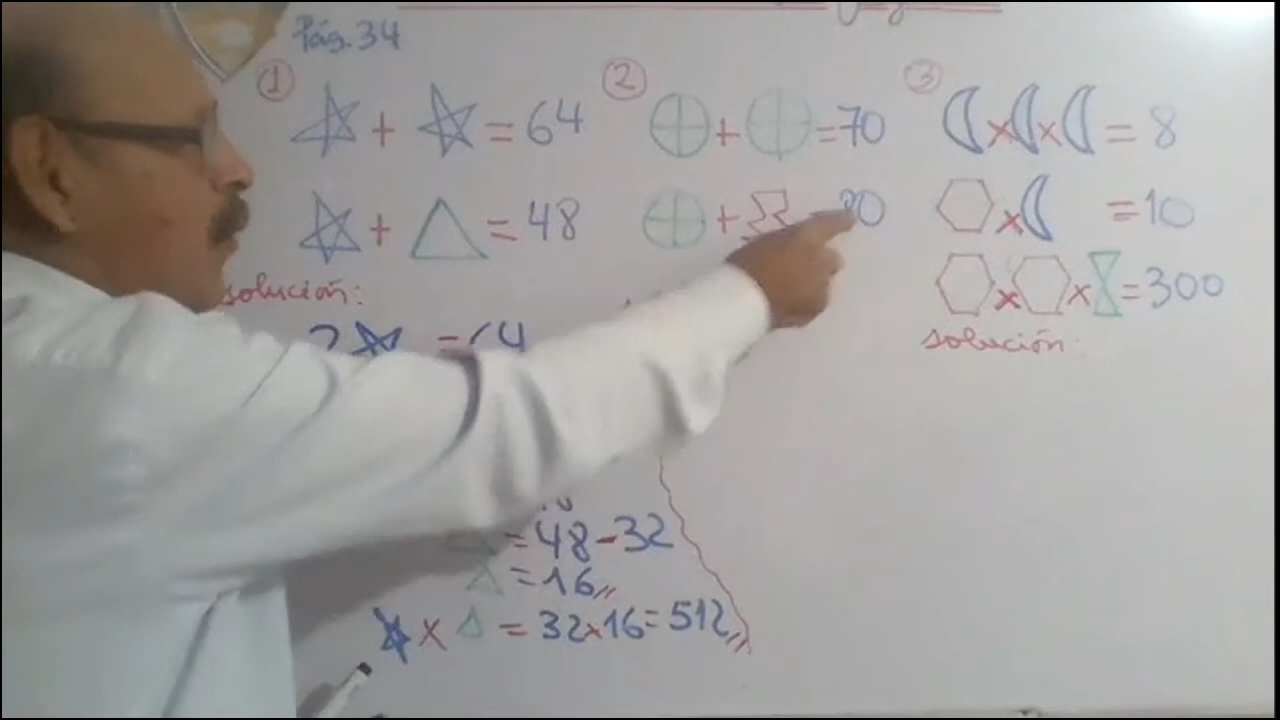 Pág. 34
① ☆ + ☆ = 64
☆ + △ = 48
solución:
2☆ = 64
△ = 48 - 32
△ = 16
☆ x △ = 32 x 16 = 512
② ⊕ + ⊕ = 70
⊕ +
③ ☾ x ☾ x ☾ = 8
⬡ x ☾ = 10
⬡ x ⬡ x ⧖ = 300
solución: